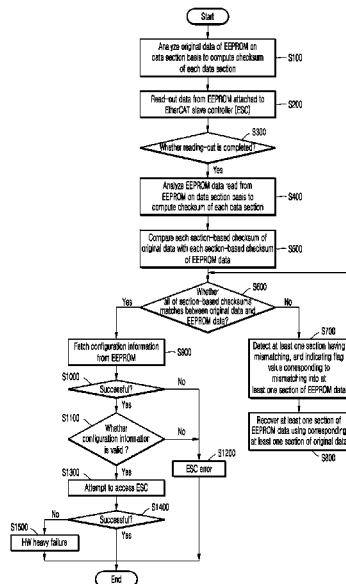 Start
Analyze original data of EEPROM on
data section basis to compute checksum
of each data section
S100
Read-out data from EEPROM attached to
EtherCAT slave controller (ESC)
S200
S300
Whether reading-out is completed?
Yes
Analyze EEPROM data read from
EEPROM on data section basis to
compute checksum of each data section
S400
Compare each section-based checksum of
original data with each section-based checksum
of EEPROM data
S500
S600
Whether
all of section-based checksums
matches between original data and
EEPROM data?
Yes
No
Fetch configuration information
from EEPROM
S900
S700
Detect at least one section having
mismatching, and indicating flag
value corresponding to
mismatching into at
least one section of EEPROM data
S1000
Successful?
No
Yes
Recover at least one section of
EEPROM data using corresponding
at least one section of original data
S800
S1100
Whether
configuration information
is valid ?
No
Yes
S1200
ESC error
S1300
Attempt to access ESC
S1400
Successful?
No
Yes
S1500
HW heavy failure
End